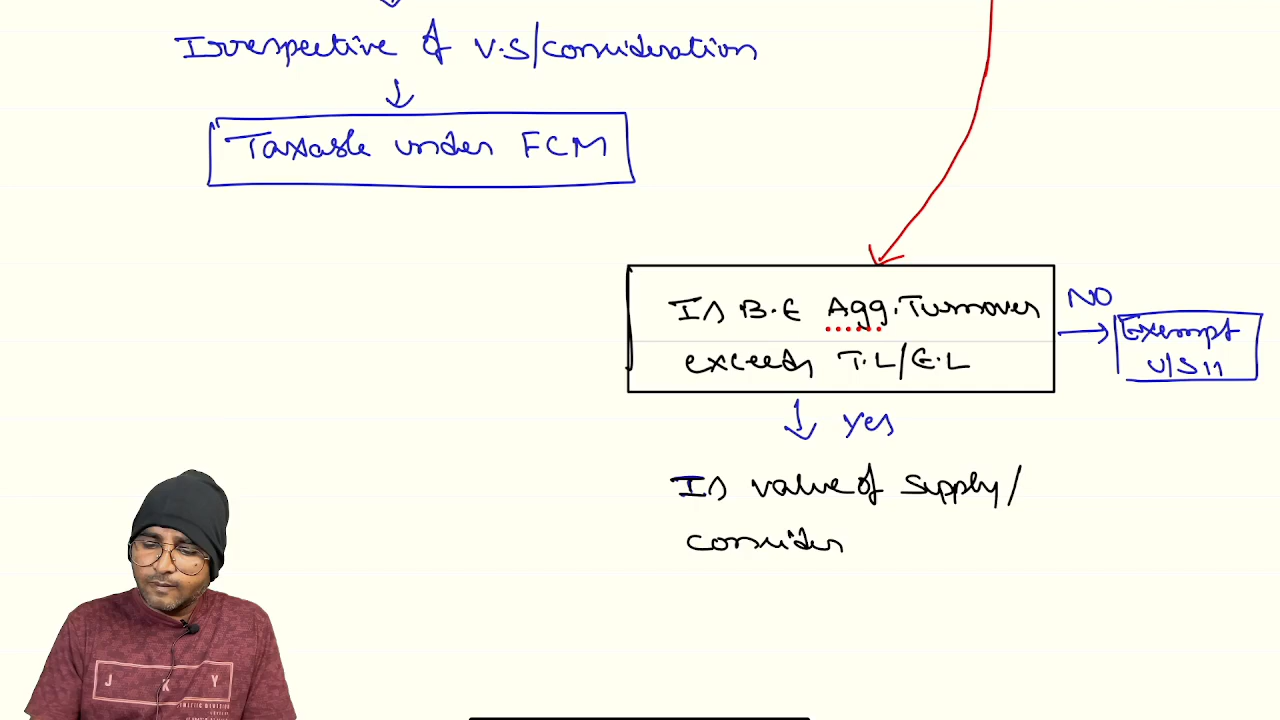 Irrespective of V.S/consideration
Taxable under FCM
Is B.E Agg. Turnover
exceeds T.L/E.L
NO
Exempt
U/S 11
Yes
Is value of supply/
consider
J K Y